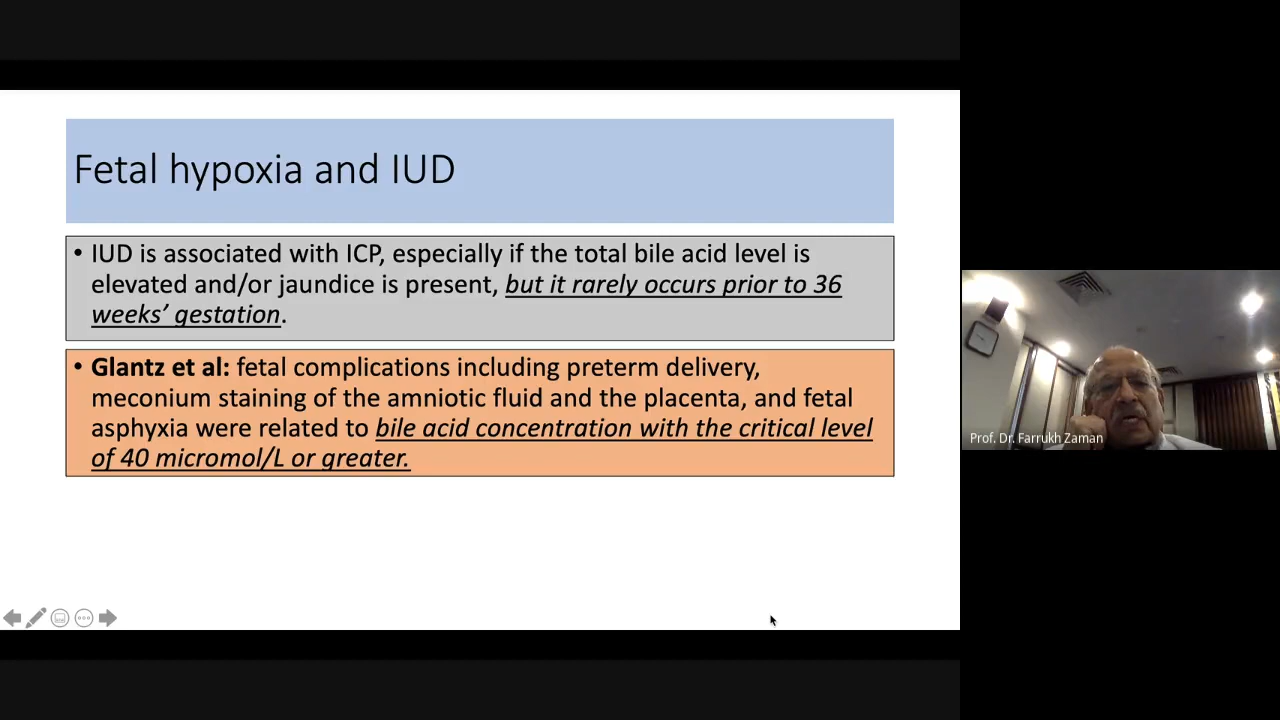 Fetal hypoxia and IUD
• IUD is associated with ICP, especially if the total bile acid level is
elevated and/or jaundice is present, but it rarely occurs prior to 36
weeks’ gestation.
• Glantz et al: fetal complications including preterm delivery,
meconium staining of the amniotic fluid and the placenta, and fetal
asphyxia were related to bile acid concentration with the critical level
of 40 micromol/L or greater.
Prof. Dr. Farrukh Zaman